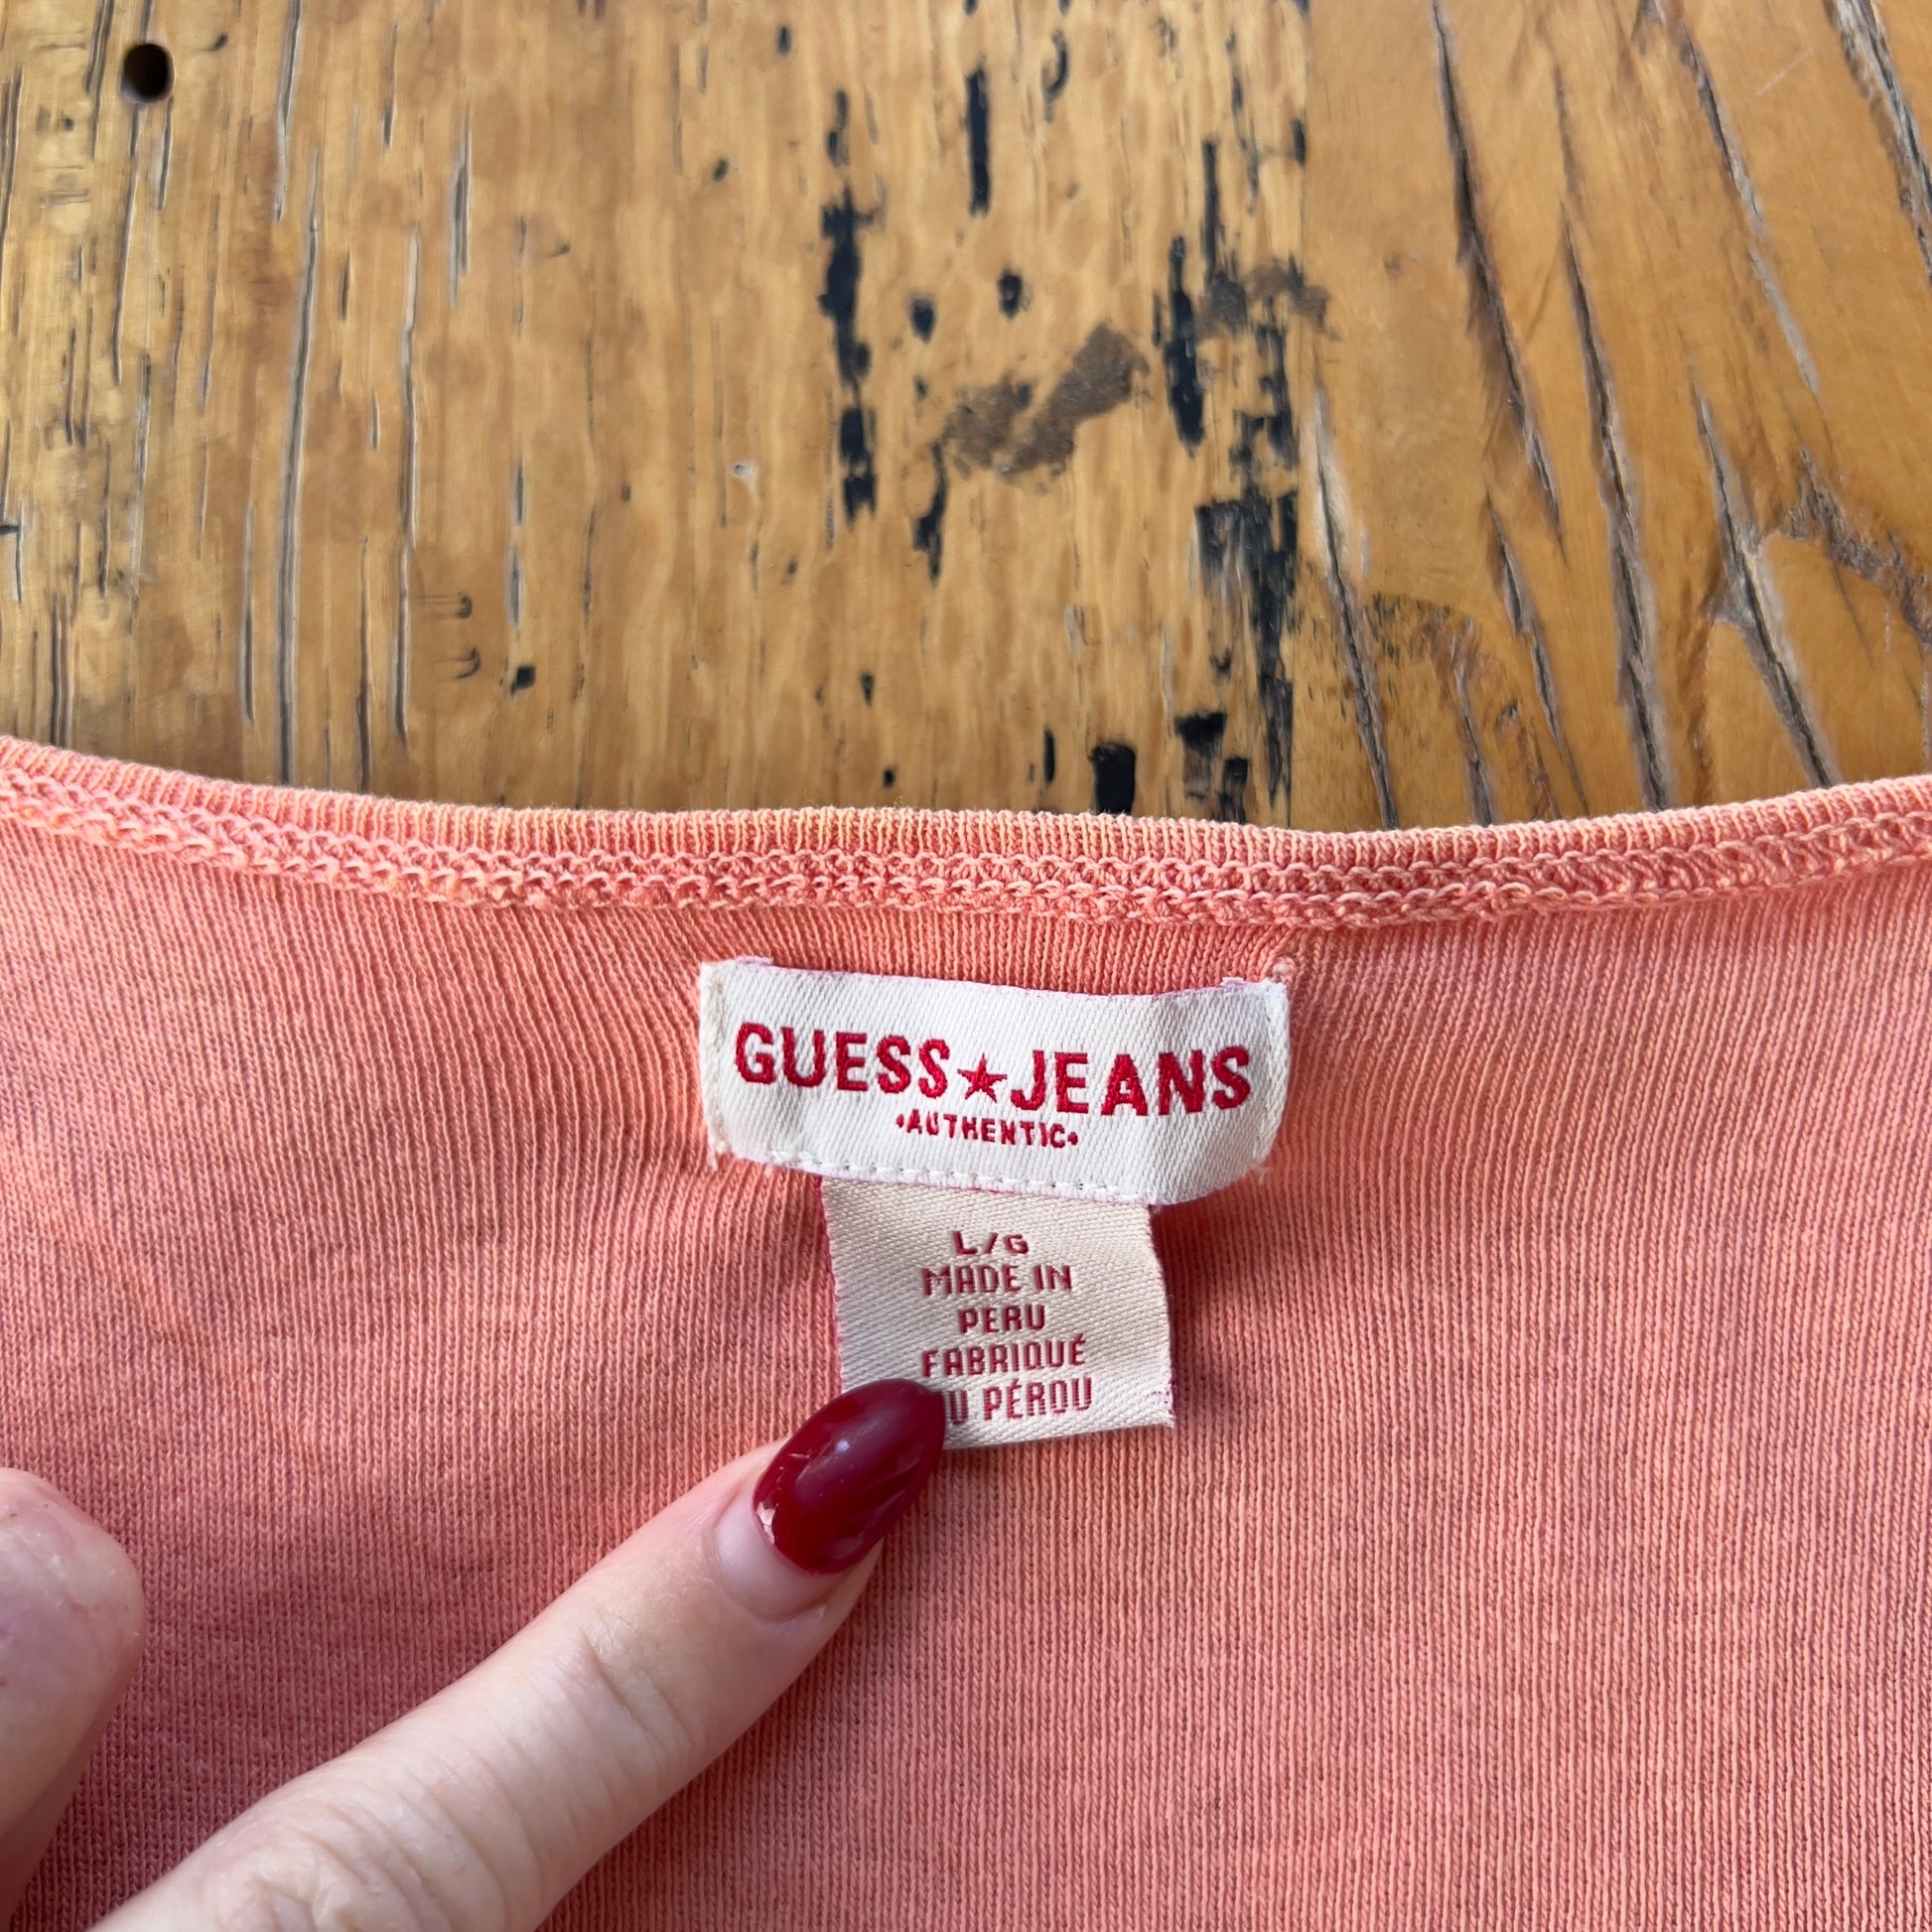 GUESS★JEANS
•AUTHENTIC•
L/G
MADE IN
PERU
FABRIQUÉ
PÉROU